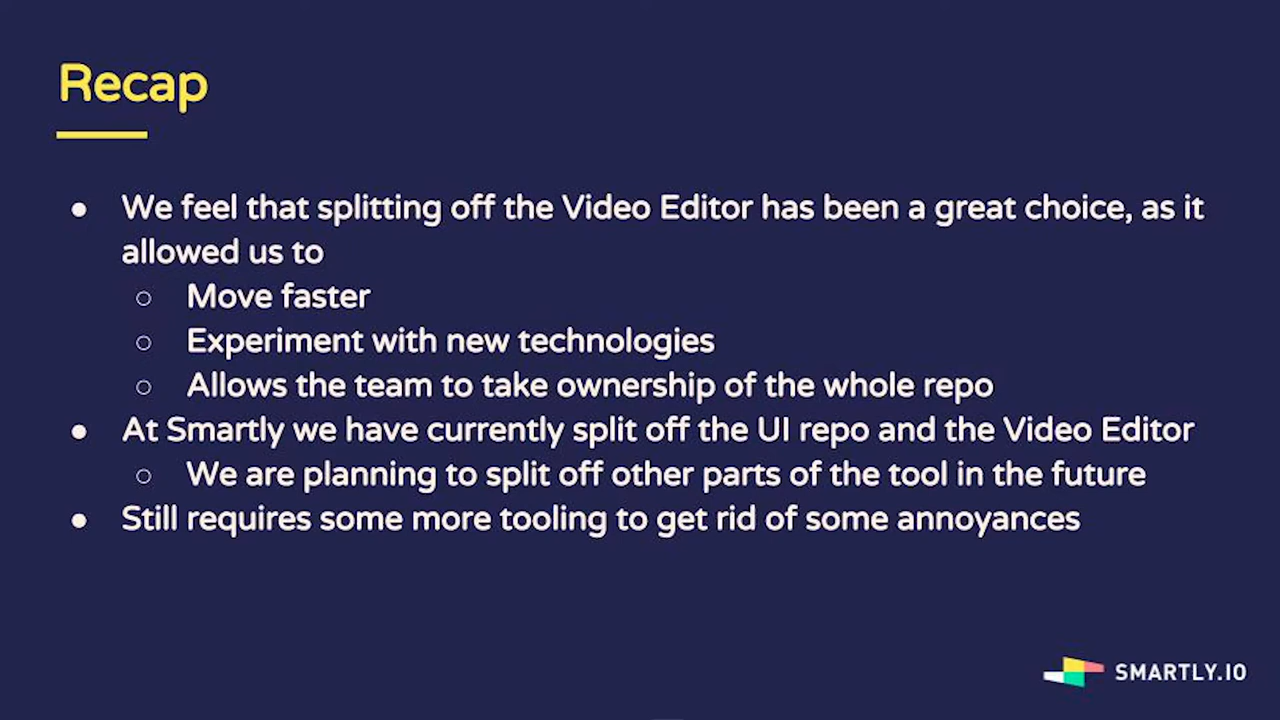 Recap
● We feel that splitting off the Video Editor has been a great choice, as it
allowed us to
○ Move faster
○ Experiment with new technologies
○ Allows the team to take ownership of the whole repo
● At Smartly we have currently split off the UI repo and the Video Editor
○ We are planning to split off other parts of the tool in the future
● Still requires some more tooling to get rid of some annoyances
SMARTLY.IO